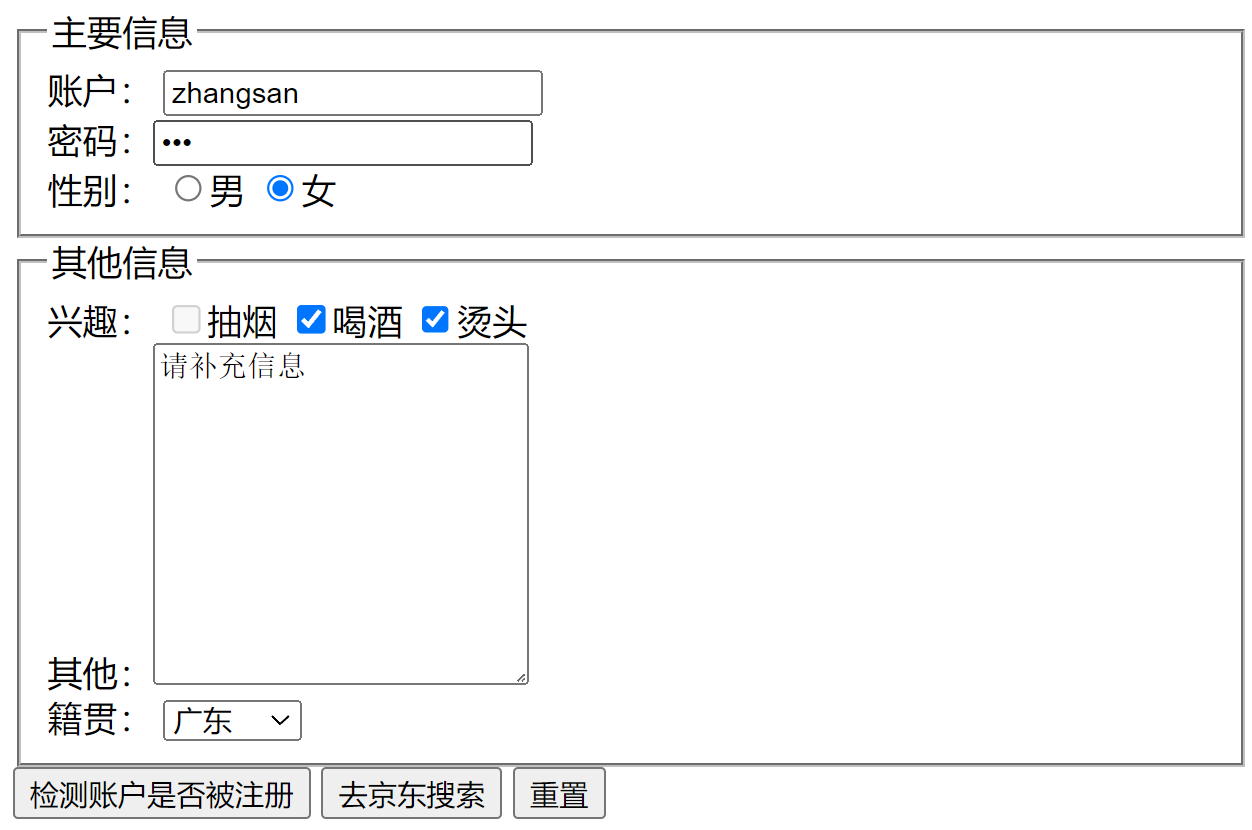 主要信息
账户： zhangsan
密码：•••
性别： 男 女
其他信息
兴趣： 抽烟 喝酒 烫头
请补充信息
其他：
籍贯： 广东
检测账户是否被注册 去京东搜索 重置